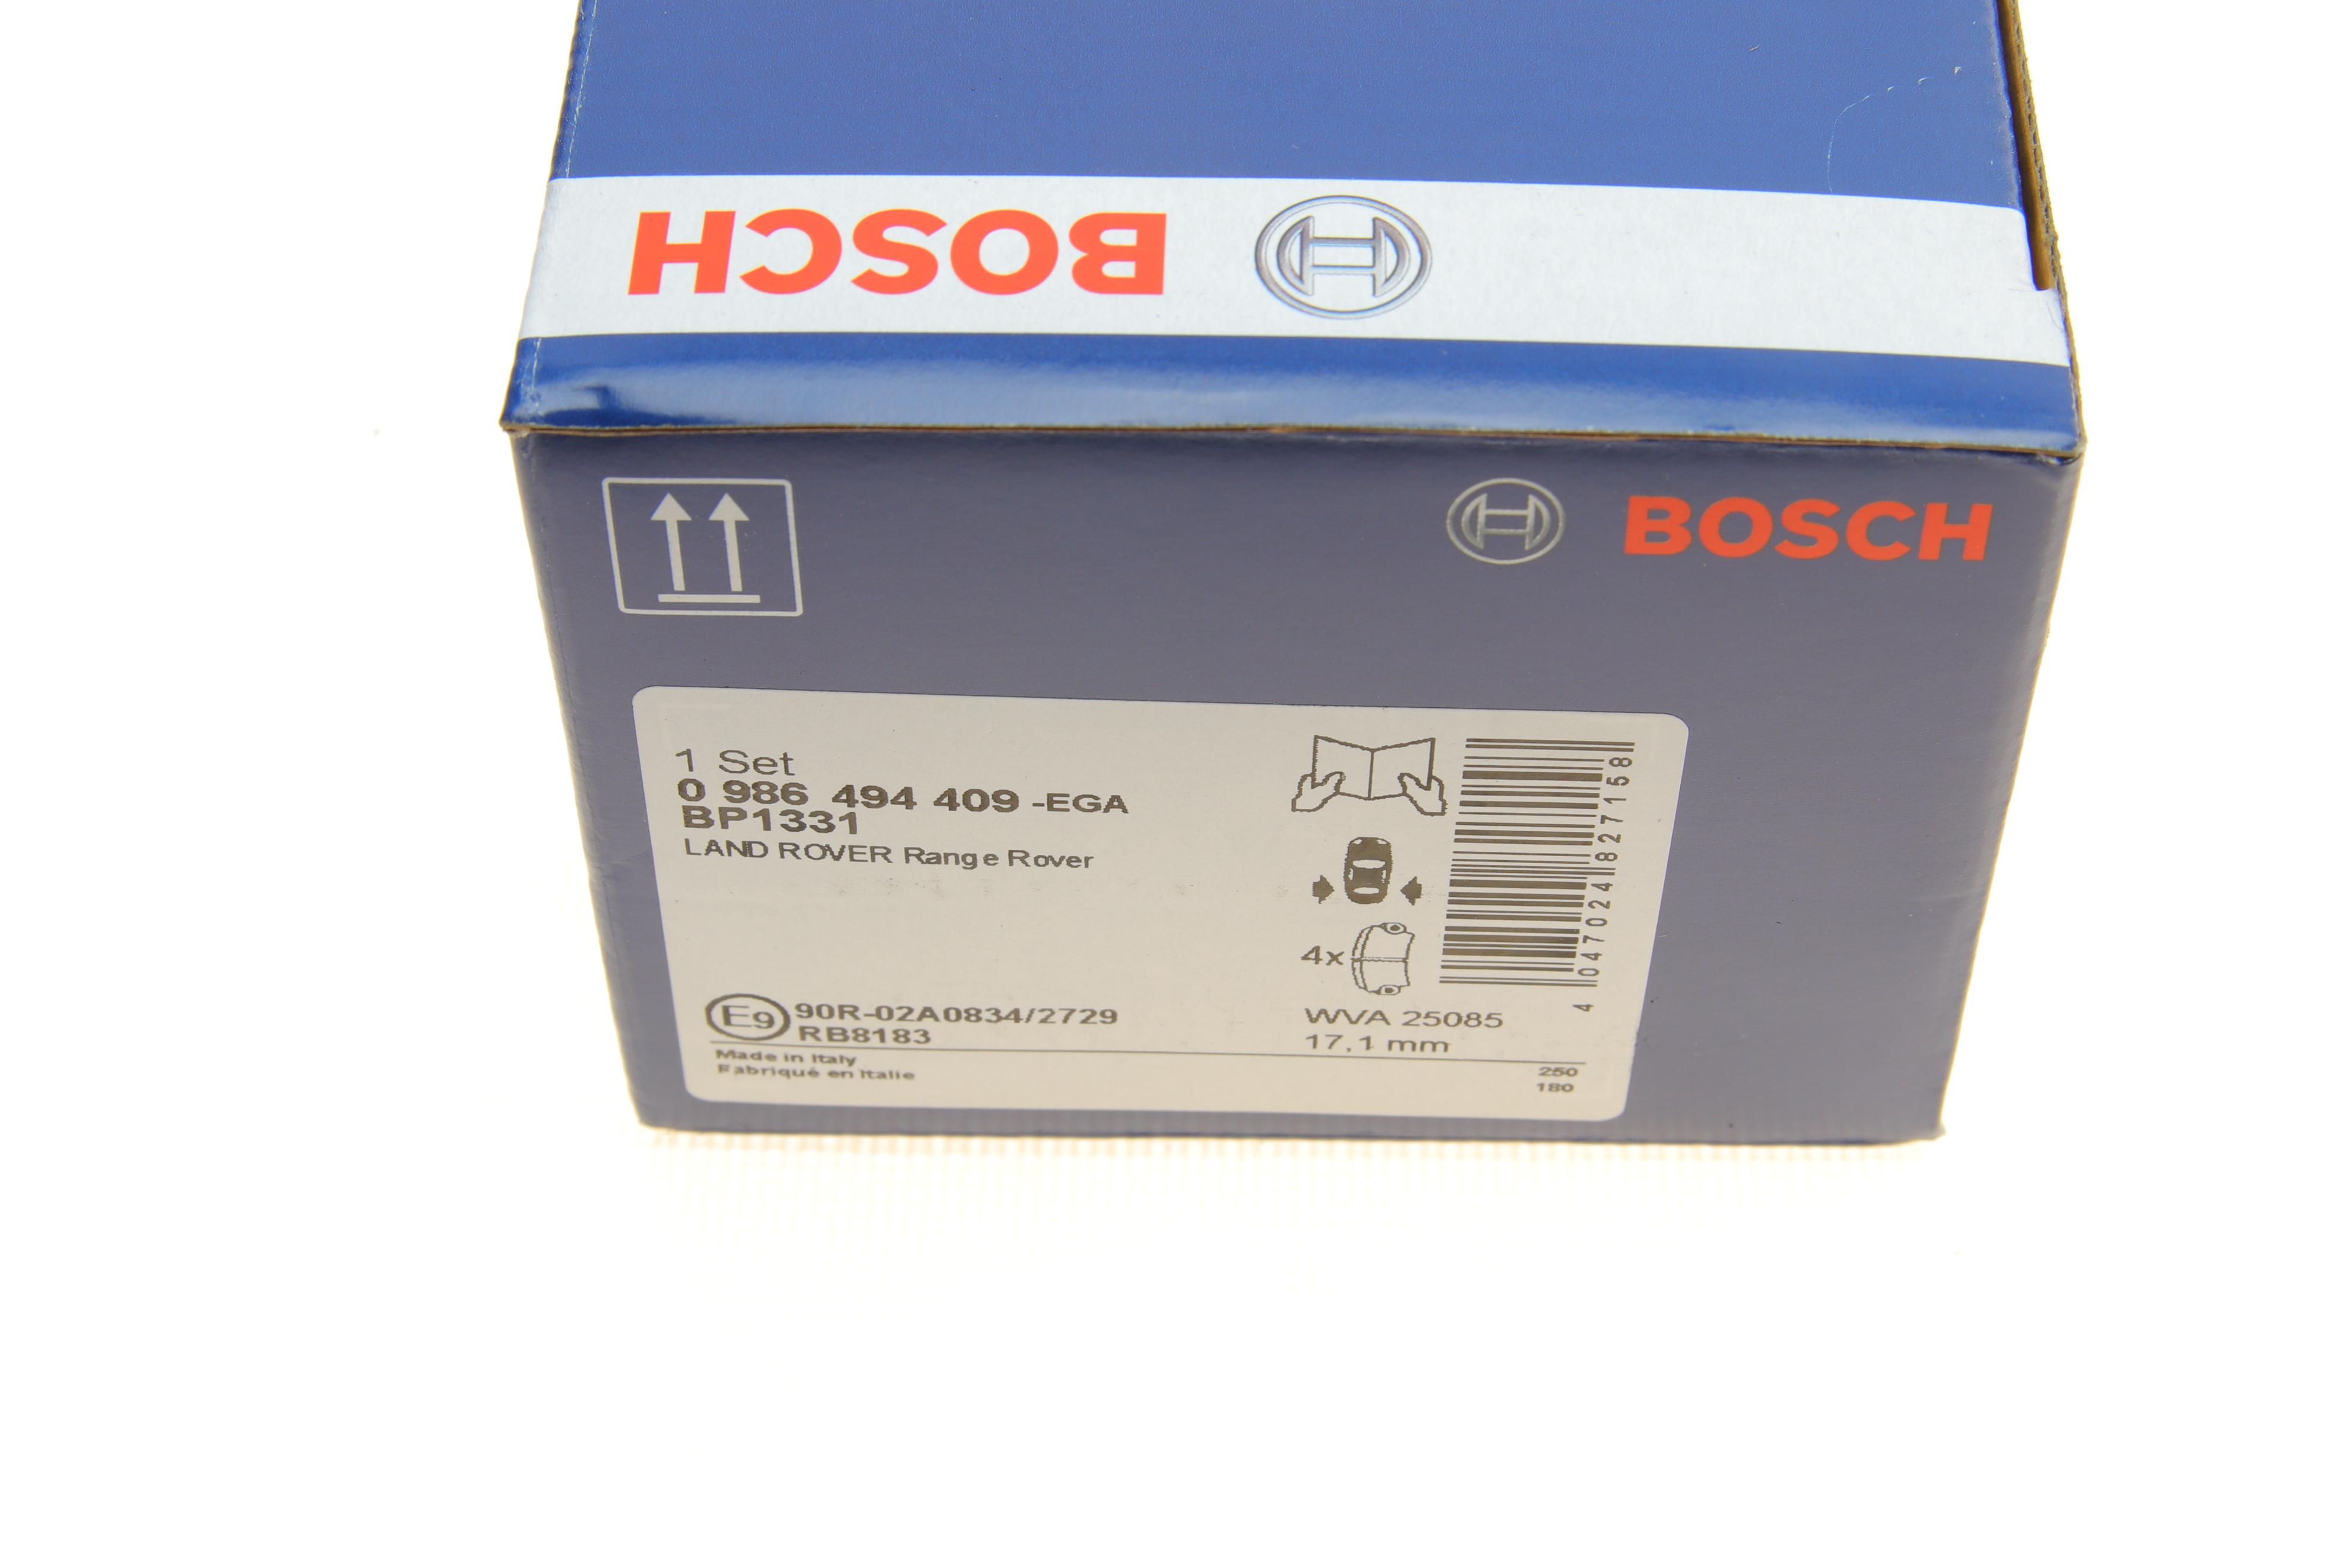 BOSCH
BOSCH
1 Set
0 986 494 409 -EGA
BP1331
LAND ROVER Range Rover
4x
4 047024 827158
E9 90R-02A0834/2729
RB8183
WVA 25085
17,1 mm
Made in Italy
Fabriqué en Italie
250
180